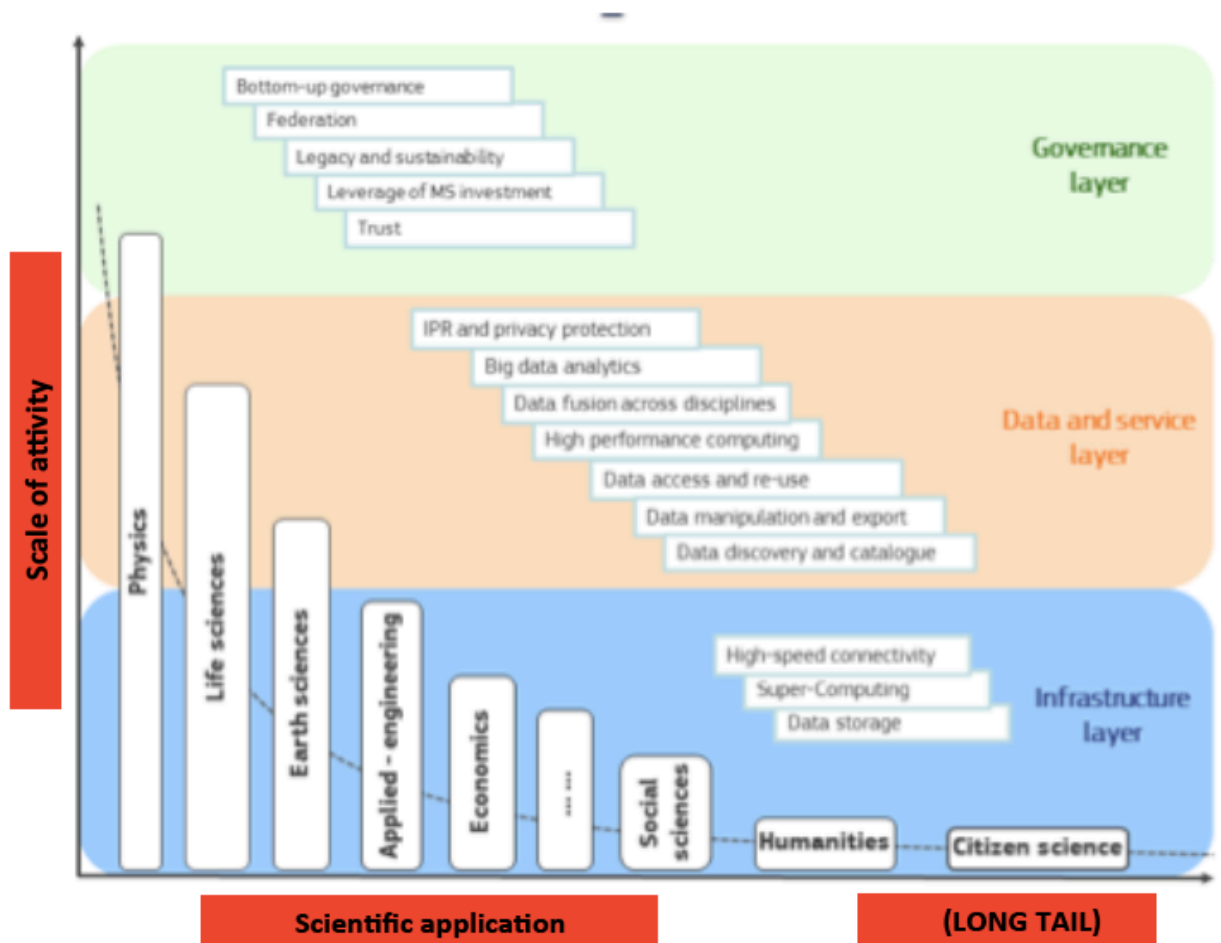 Bottom-up governance
Federation
Legacy and sustainability
Leverage of MS investment
Trust
Governance
layer
IPR and privacy protection
Big data analytics
Data fusion across disciplines
High performance computing
Data access and re-use
Data manipulation and export
Data discovery and catalogue
Data and service
layer
High-speed connectivity
Super-Computing
Data storage
Infrastructure
layer
Scale of attivity
Physics
Life sciences
Earth sciences
Applied - engineering
Economics
... ...
Social
sciences
Humanities
Citizen science
Scientific application
(LONG TAIL)